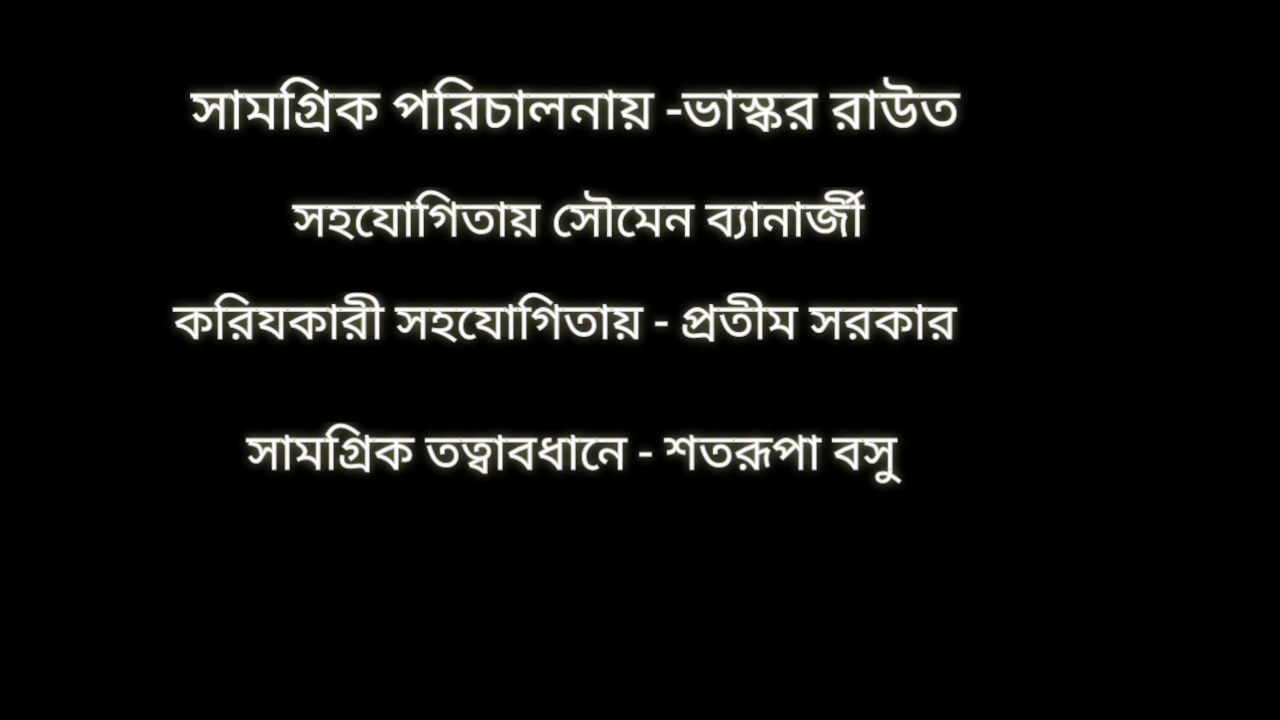 সামগ্রিক পরিচালনায় -ভাস্কর রাউত
সহযোগিতায় সৌমেন ব্যানার্জী
করিযকারী সহযোগিতায় - প্রতীম সরকার
সামগ্রিক তত্বাবধানে - শতরূপা বসু